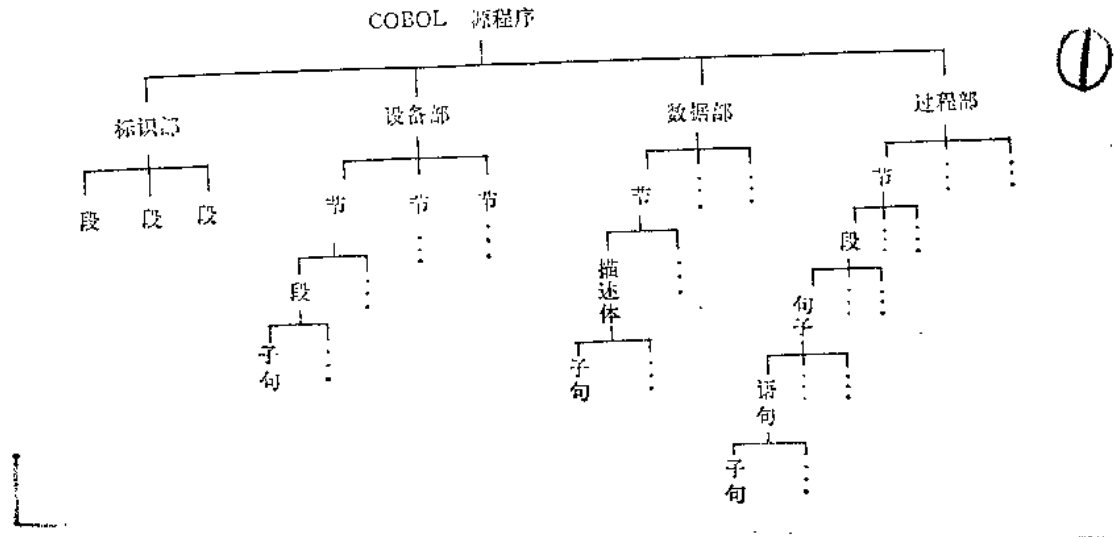 COBOL 源程序
标识部 设备部 数据部 过程部
段 段 段 节 节 节 节 节
段 描述体 段
子句 子句 句子
语句
子句